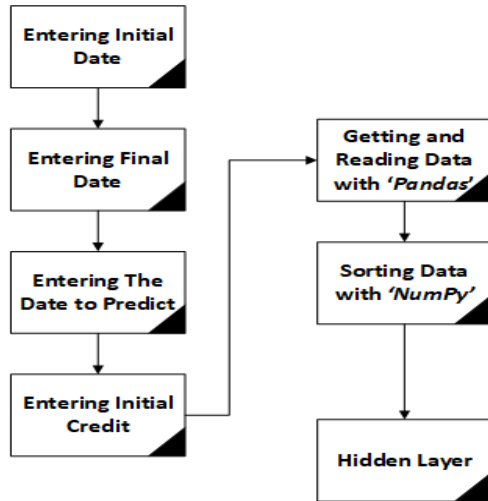 Entering Initial
Date
Entering Final
Date
Entering The
Date to Predict
Entering Initial
Credit
Getting and
Reading Data
with ‘Pandas’
Sorting Data
with ‘NumPy’
Hidden Layer